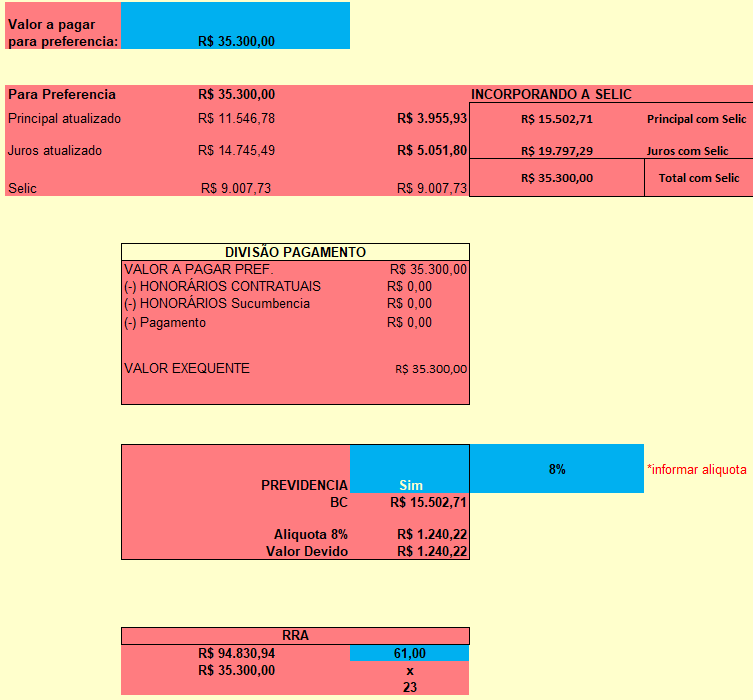 Valor a pagar
para preferencia: R$ 35.300,00
Para Preferencia R$ 35.300,00 INCORPORANDO A SELIC
Principal atualizado R$ 11.546,78 R$ 3.955,93 R$ 15.502,71 Principal com Selic
Juros atualizado R$ 14.745,49 R$ 5.051,80 R$ 19.797,29 Juros com Selic
R$ 35.300,00 Total com Selic
Selic R$ 9.007,73 R$ 9.007,73
DIVISÃO PAGAMENTO
VALOR A PAGAR PREF. R$ 35.300,00
(-) HONORÁRIOS CONTRATUAIS R$ 0,00
(-) HONORÁRIOS Sucumbencia R$ 0,00
(-) Pagamento R$ 0,00
VALOR EXEQUENTE R$ 35.300,00
8% *informar aliquota
PREVIDENCIA Sim
BC R$ 15.502,71
Aliquota 8% R$ 1.240,22
Valor Devido R$ 1.240,22
RRA
R$ 94.830,94 61,00
R$ 35.300,00 x
23